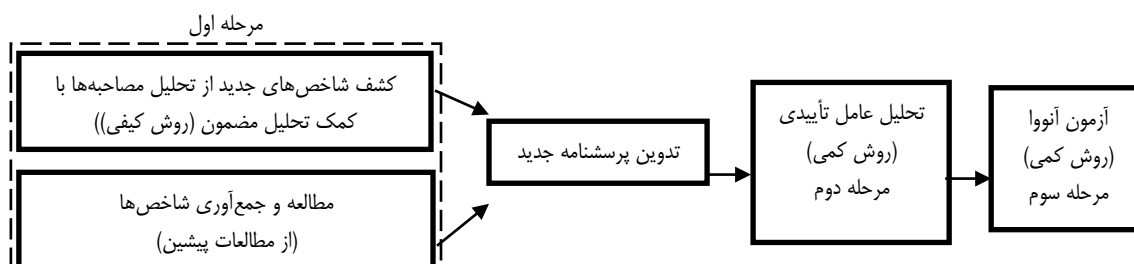 مرحله اول
کشف شاخص‌های جدید از تحلیل مصاحبه‌ها با
کمک تحلیل مضمون (روش کیفی))
مطالعه و جمع‌آوری شاخص‌ها
(از مطالعات پیشین)
تدوین پرسشنامه جدید
تحلیل عامل تأییدی
(روش کمی)
مرحله دوم
آزمون آنووا
(روش کمی)
مرحله سوم